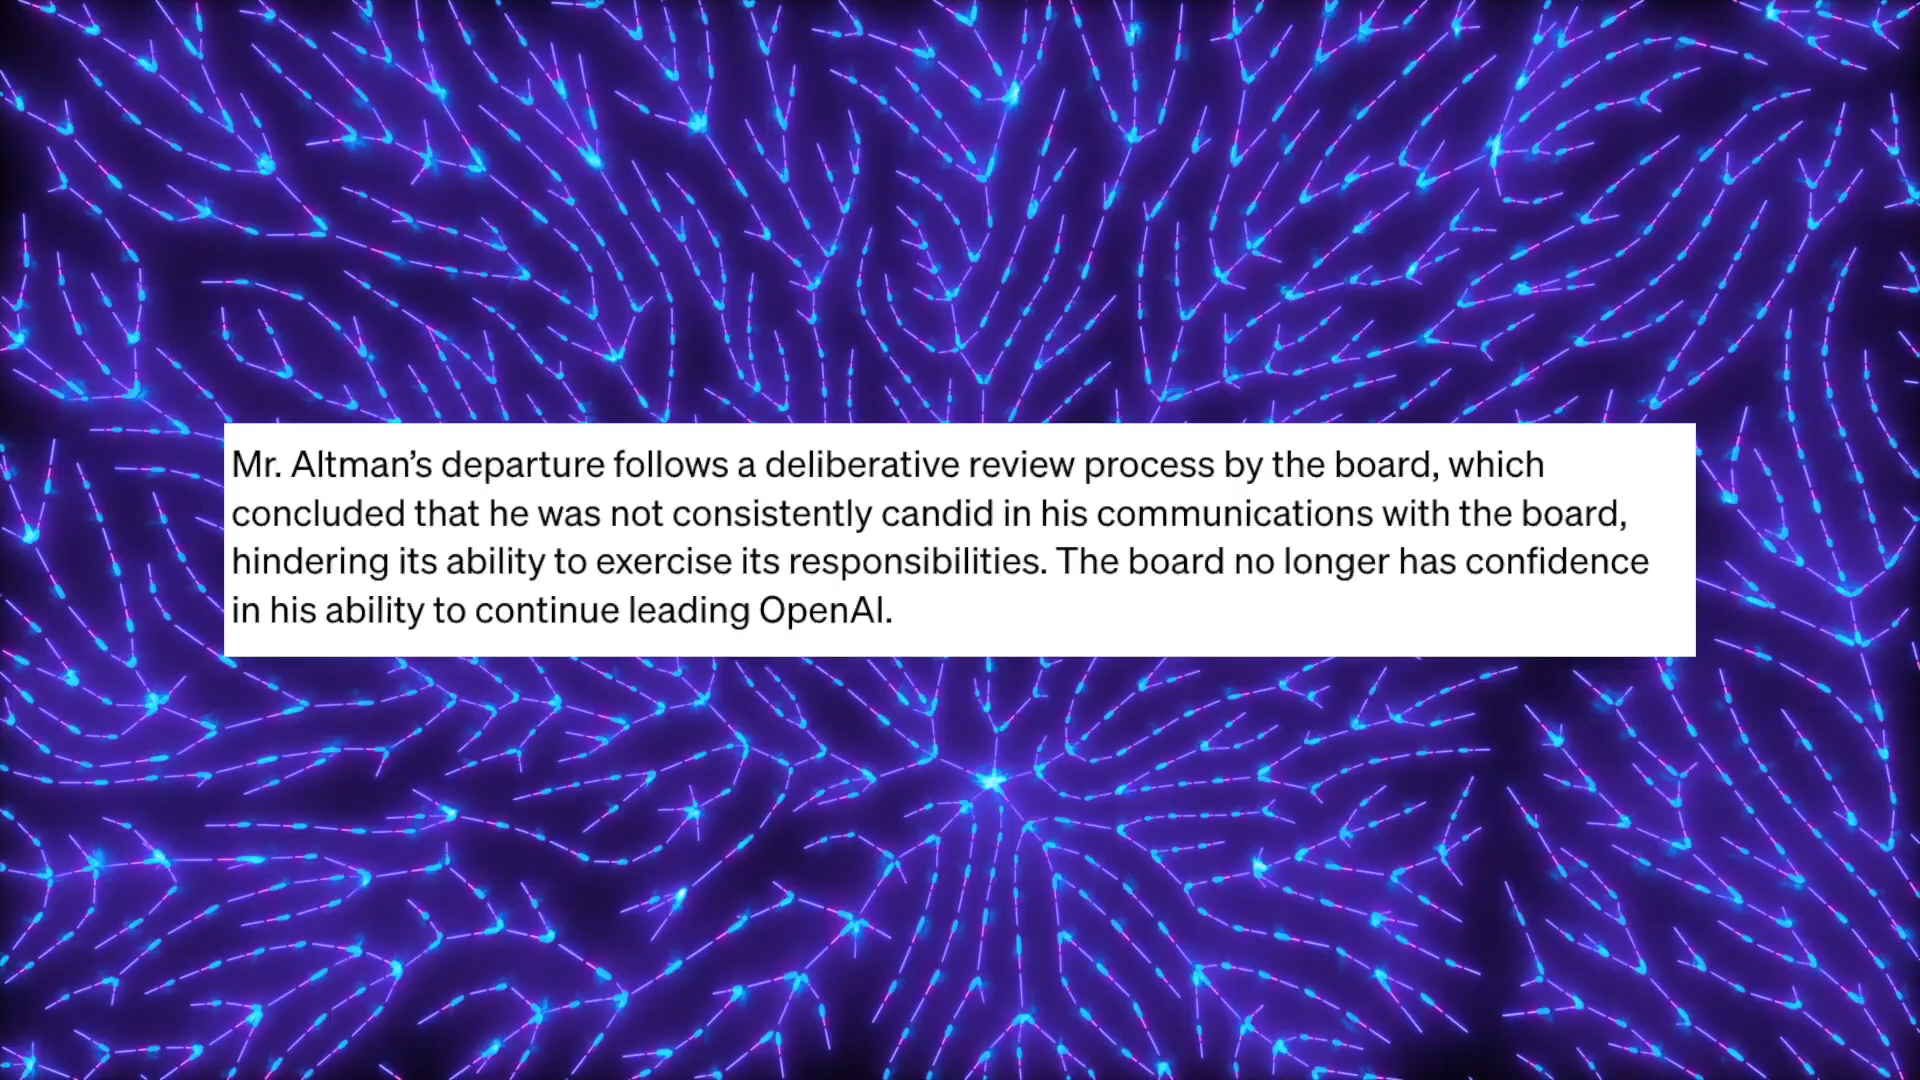 Mr. Altman’s departure follows a deliberative review process by the board, which
concluded that he was not consistently candid in his communications with the board,
hindering its ability to exercise its responsibilities. The board no longer has confidence
in his ability to continue leading OpenAI.